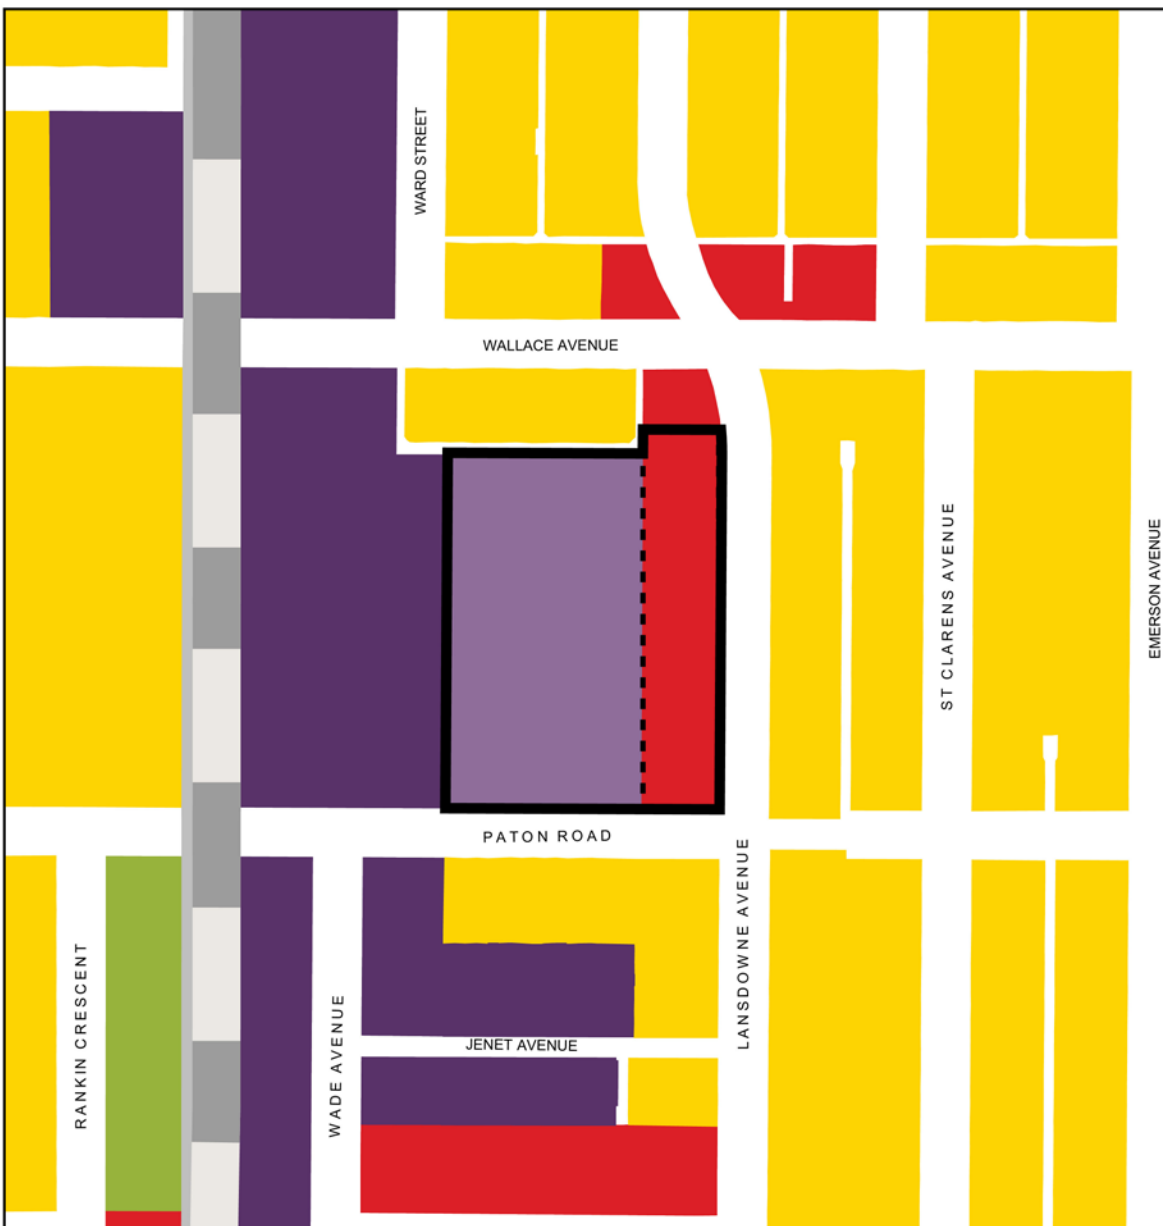 WARD STREET
WALLACE AVENUE
ST CLARENS AVENUE
EMERSON AVENUE
PATON ROAD
LANSDOWNE AVENUE
RANKIN CRESCENT
WADE AVENUE
JENET AVENUE